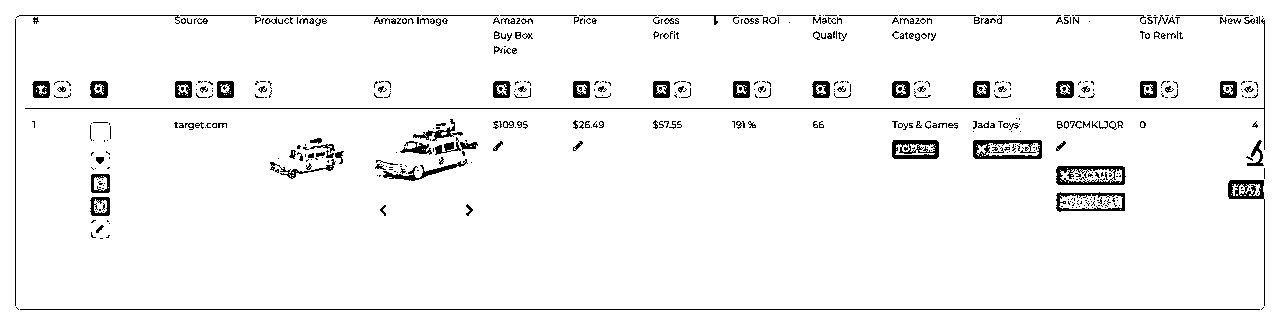 # Source Product Image Amazon Image Amazon Buy Box Price Price Gross Profit Gross ROI Match Quality Amazon Category Brand ASIN GST/VAT To Remit
1 target.com $109.95 $26.49 $57.55 191 % 66 Toys & Games Jada Toys B07CMKLJQR 0 4
EXCLUDE
EXCLUDE